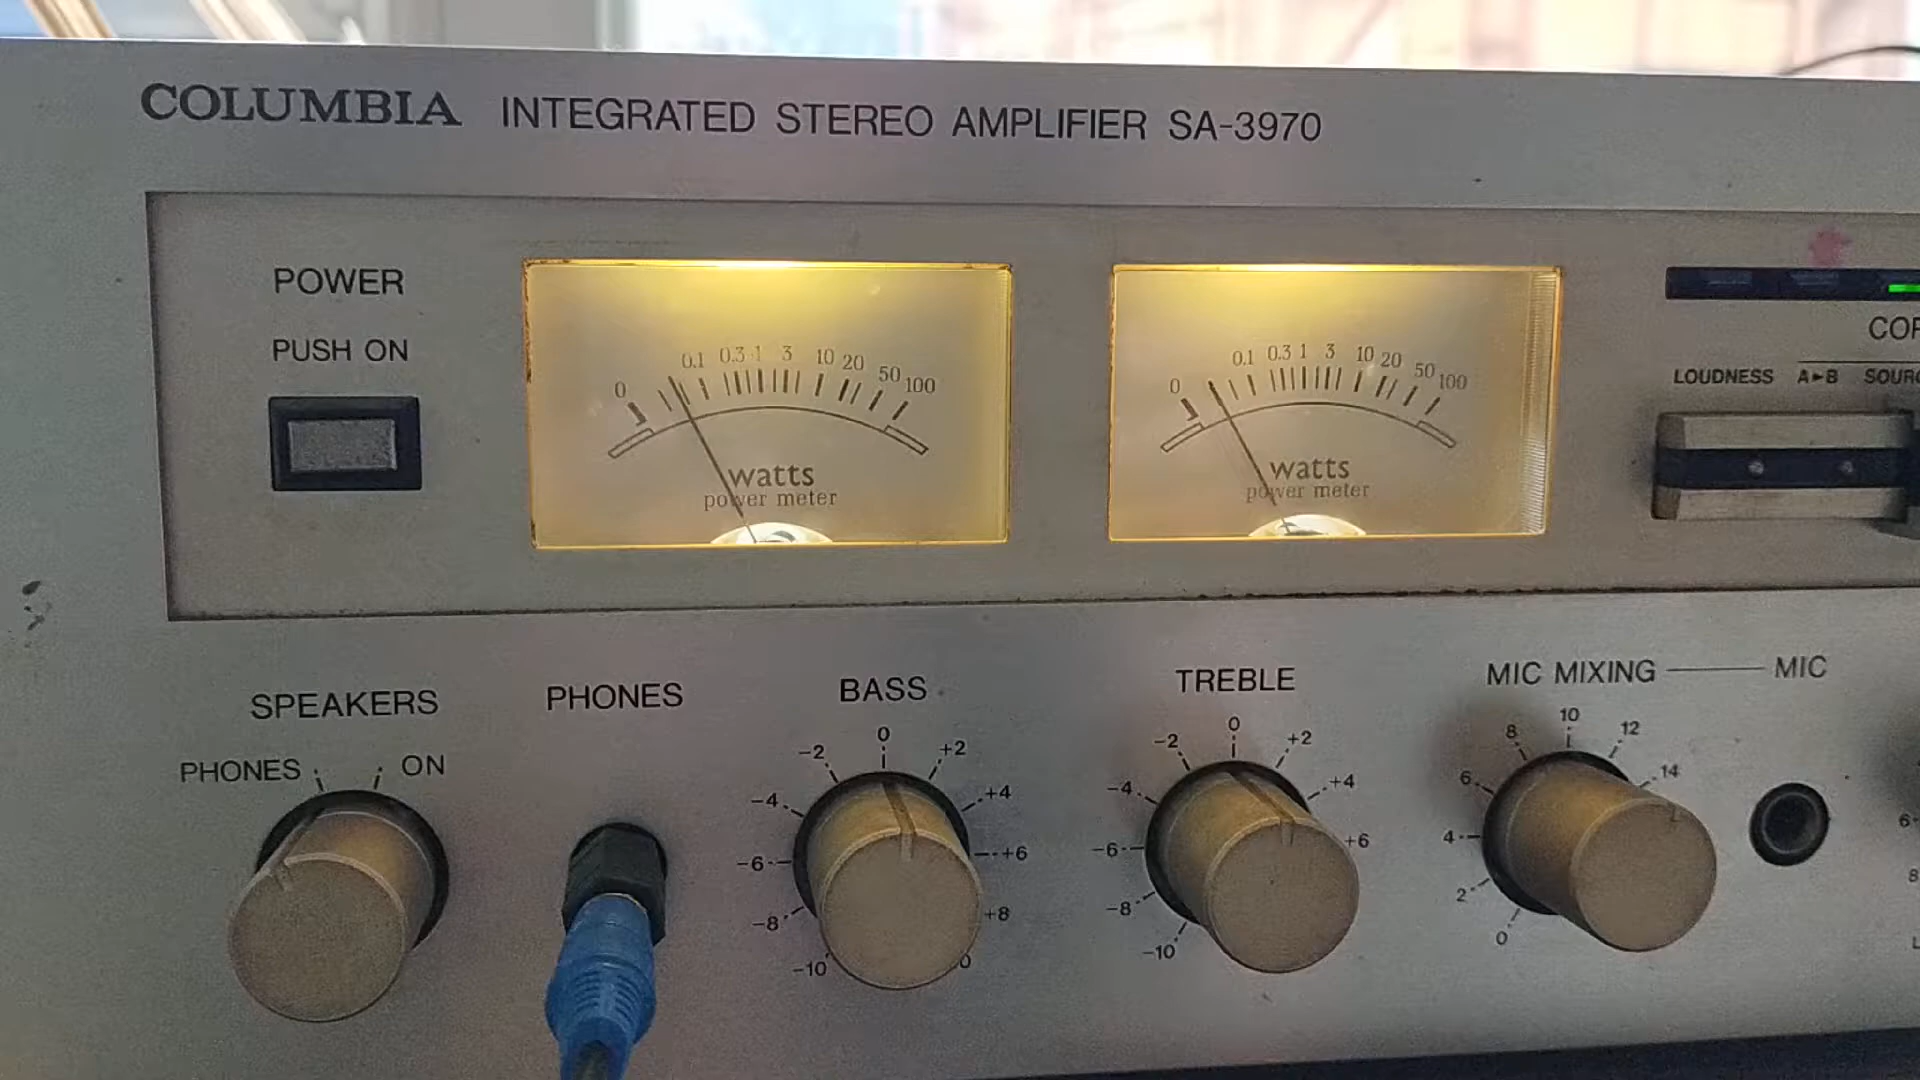 COLUMBIA INTEGRATED STEREO AMPLIFIER SA-3970
POWER
PUSH ON
0 0.1 0.3 1 3 10 20 50 100
watts
power meter
0 0.1 0.3 1 3 10 20 50 100
watts
power meter
LOUDNESS A►B
SPEAKERS
PHONES ON
PHONES
BASS
-10 -8 -6 -4 -2 0 +2 +4 +6 +8
TREBLE
-10 -8 -6 -4 -2 0 +2 +4 +6
MIC MIXING MIC
0 2 4 6 8 10 12 14
6
8